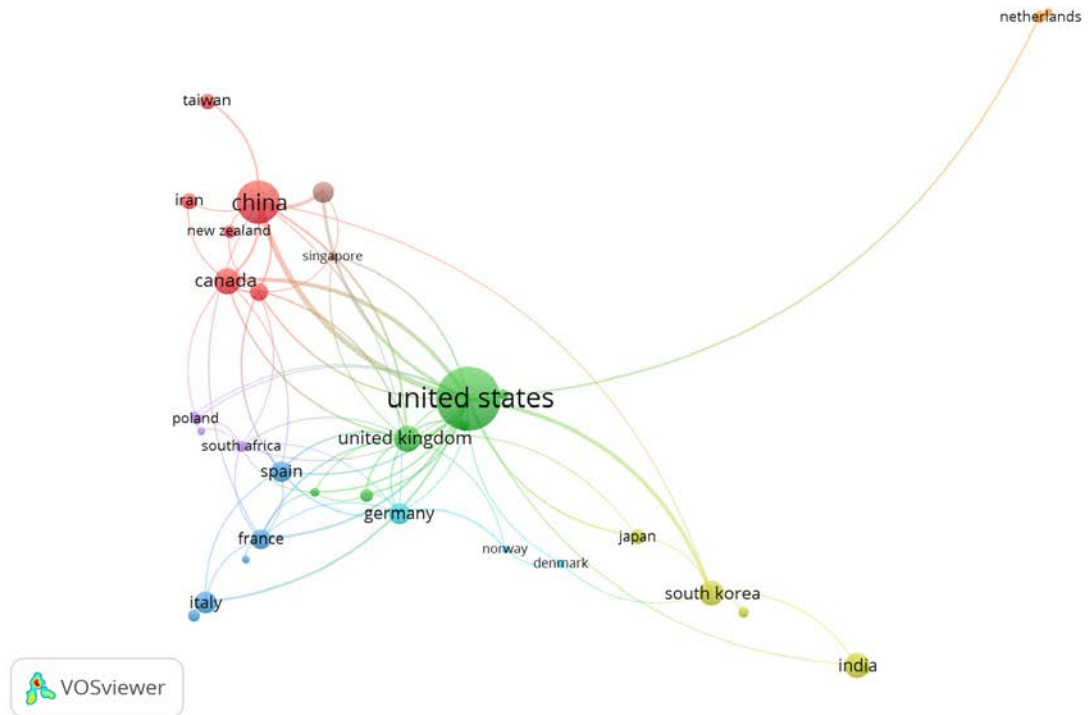 netherlands
taiwan
iran
china
new zealand
singapore
canada
united states
poland
united kingdom
south africa
spain
germany
france
norway
japan
denmark
italy
south korea
india
VOSviewer